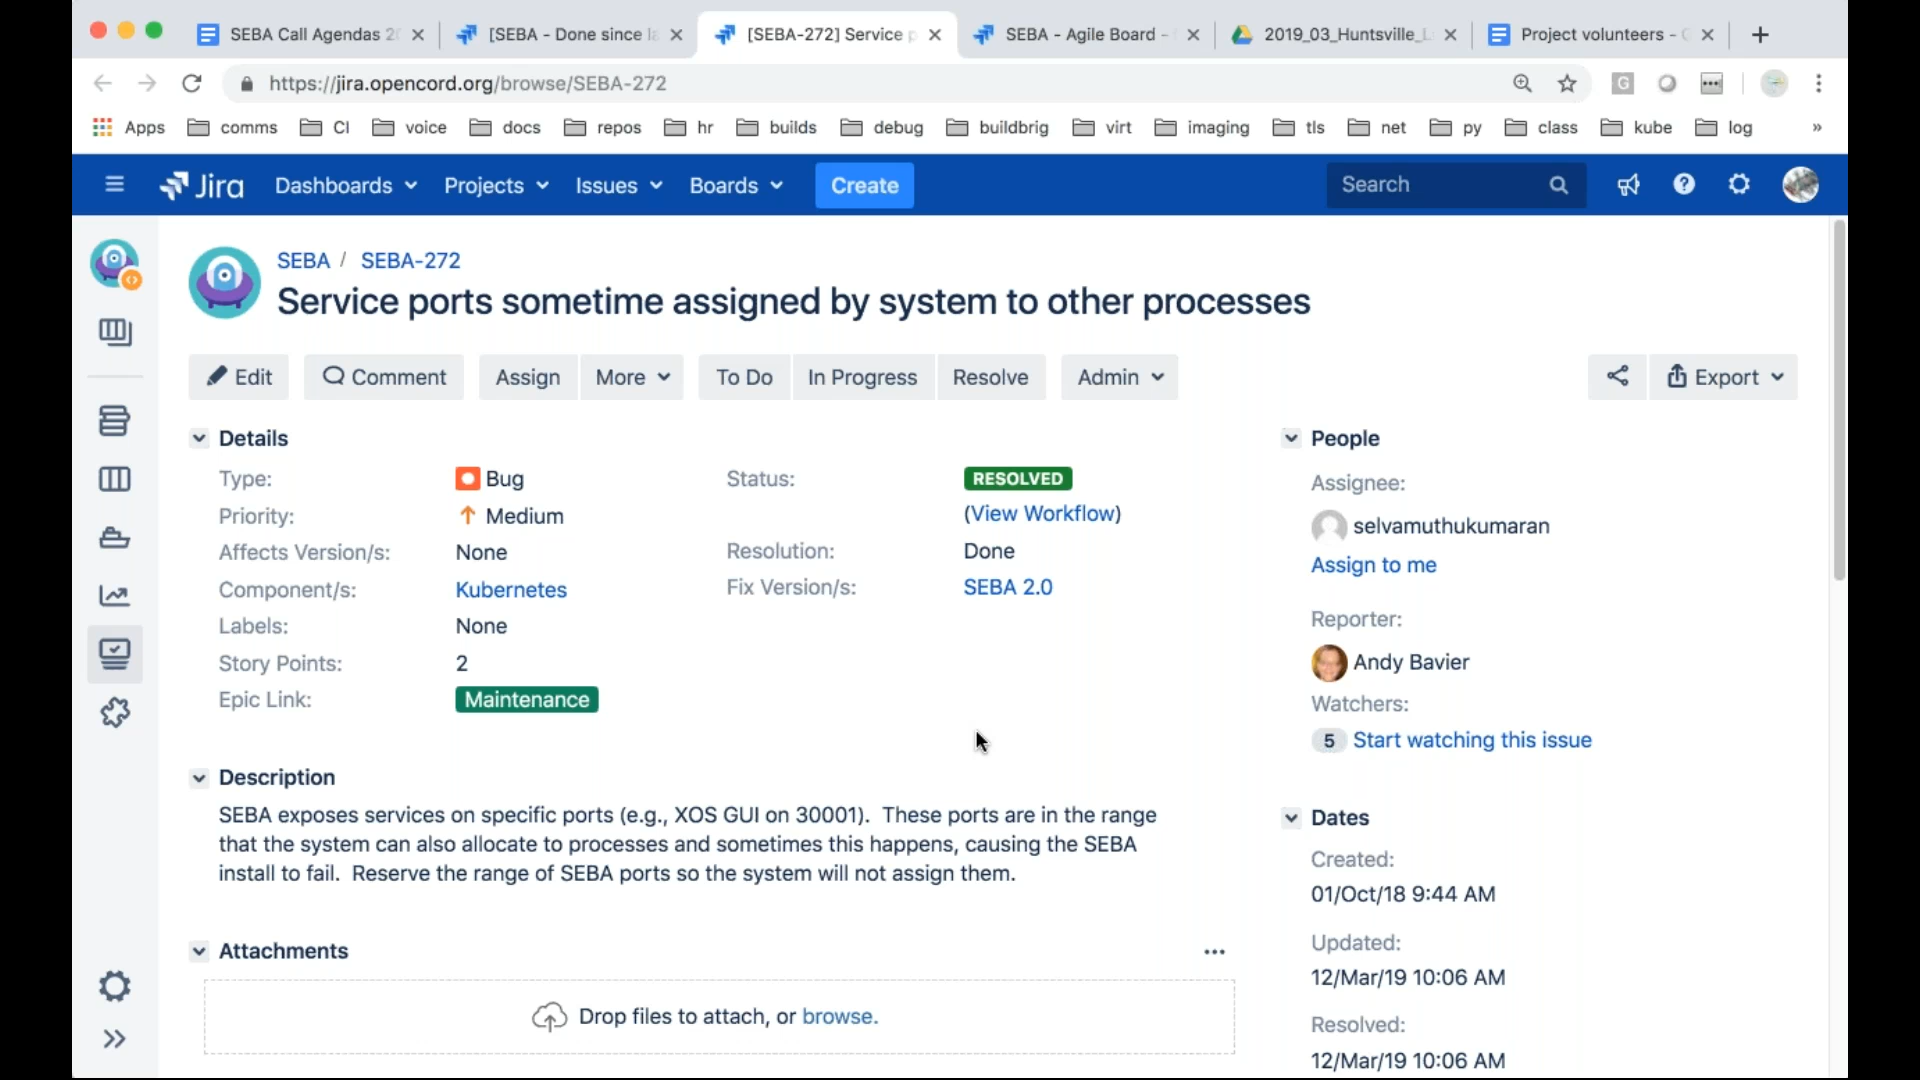 SEBA Call Agendas 2
[SEBA - Done since la
[SEBA-272] Service p
SEBA - Agile Board -
2019_03_Huntsville_L
Project volunteers -
https://jira.opencord.org/browse/SEBA-272
Apps comms CI voice docs repos hr builds debug buildbrig virt imaging tls net py class kube log »
Jira Dashboards Projects Issues Boards Create Search
SEBA / SEBA-272
Service ports sometime assigned by system to other processes
Edit Comment Assign More To Do In Progress Resolve Admin Export
Details
Type: Bug
Priority: Medium
Affects Version/s: None
Component/s: Kubernetes
Labels: None
Story Points: 2
Epic Link: Maintenance
Status: RESOLVED
(View Workflow)
Resolution: Done
Fix Version/s: SEBA 2.0
Description
SEBA exposes services on specific ports (e.g., XOS GUI on 30001). These ports are in the range
that the system can also allocate to processes and sometimes this happens, causing the SEBA
install to fail. Reserve the range of SEBA ports so the system will not assign them.
Attachments
Drop files to attach, or browse.
People
Assignee:
selvamuthukumaran
Assign to me
Reporter:
Andy Bavier
Watchers:
5 Start watching this issue
Dates
Created:
01/Oct/18 9:44 AM
Updated:
12/Mar/19 10:06 AM
Resolved:
12/Mar/19 10:06 AM